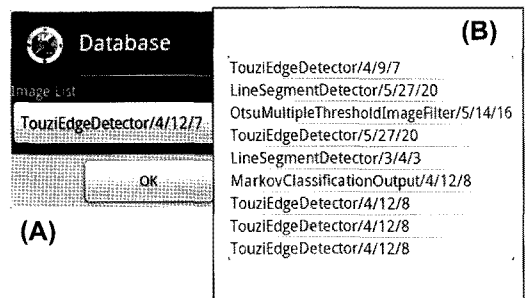 Database
Image List
TouziEdgeDetector/4/12/7
OK
(A)
(B)
TouziEdgeDetector/4/9/7
LineSegmentDetector/5/27/20
OtsuMultipleThresholdImageFilter/5/14/16
TouziEdgeDetector/5/27/20
LineSegmentDetector/3/4/3
MarkovClassificationOutput/4/12/8
TouziEdgeDetector/4/12/8
TouziEdgeDetector/4/12/8
TouziEdgeDetector/4/12/8